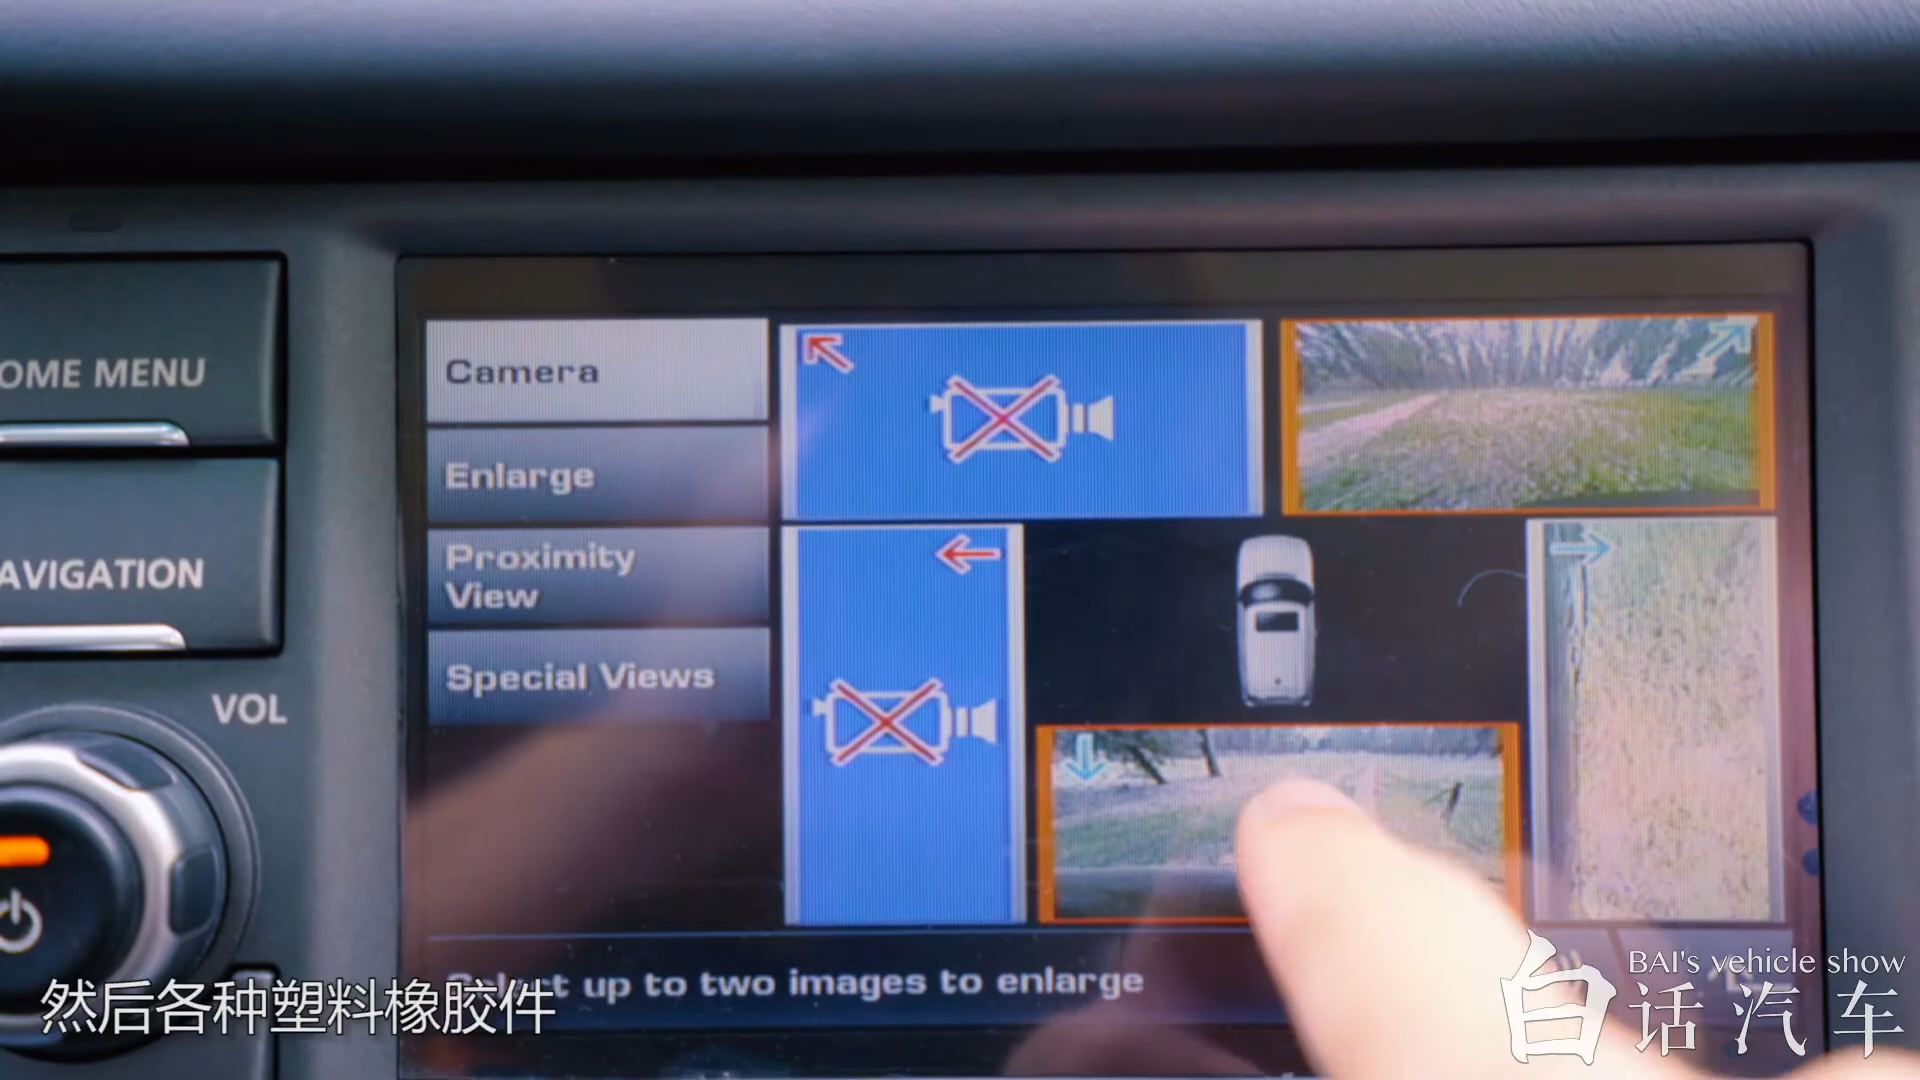 OME MENU
AVIGATION
VOL
Camera
Enlarge
Proximity
View
Special Views
up to two images to enlarge
然后各种塑料橡胶件
BAI's vehicle show
白话汽车